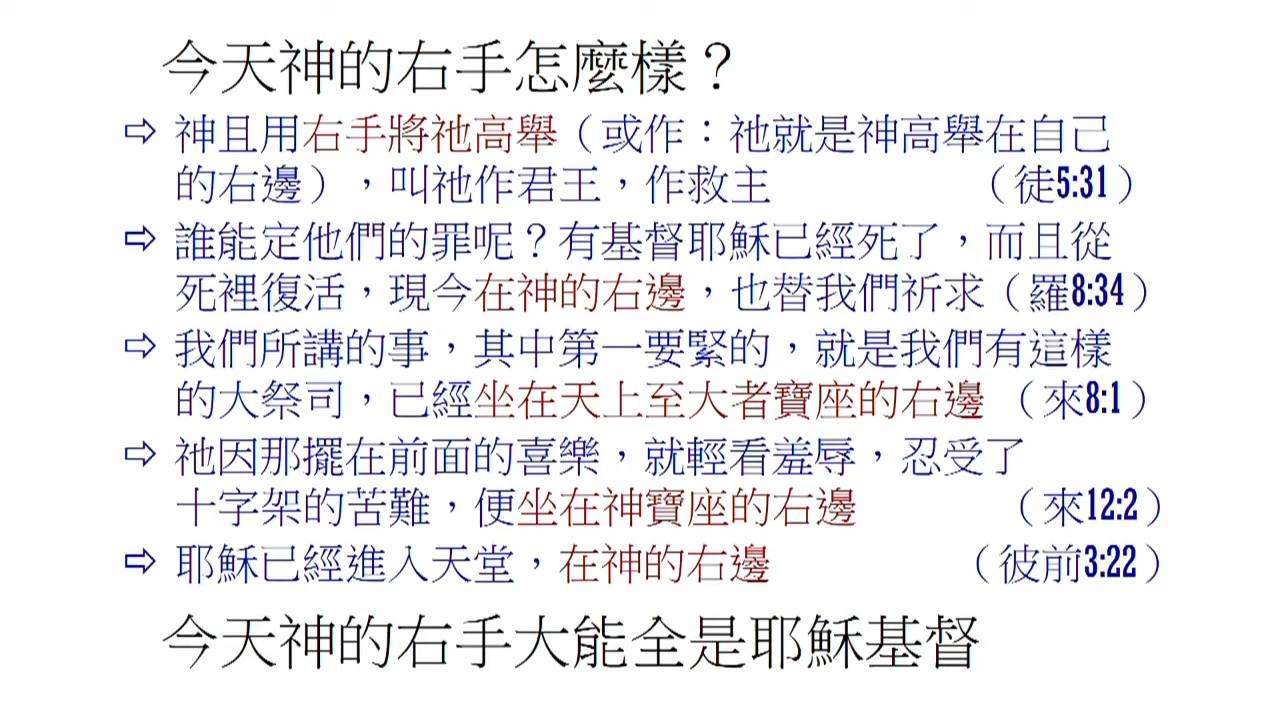 今天神的右手怎麼樣？
⇨ 神且用右手將祂高舉（或作：祂就是神高舉在自己
的右邊），叫祂作君王，作救主 （徒5:31）
⇨ 誰能定他們的罪呢？有基督耶穌已經死了，而且從
死裡復活，現今在神的右邊，也替我們祈求（羅8:34）
⇨ 我們所講的事，其中第一要緊的，就是我們有這樣
的大祭司，已經坐在天上至大者寶座的右邊 （來8:1）
⇨ 祂因那擺在前面的喜樂，就輕看羞辱，忍受了
十字架的苦難，便坐在神寶座的右邊 （來12:2）
⇨ 耶穌已經進入天堂，在神的右邊 （彼前3:22）
今天神的右手大能全是耶穌基督